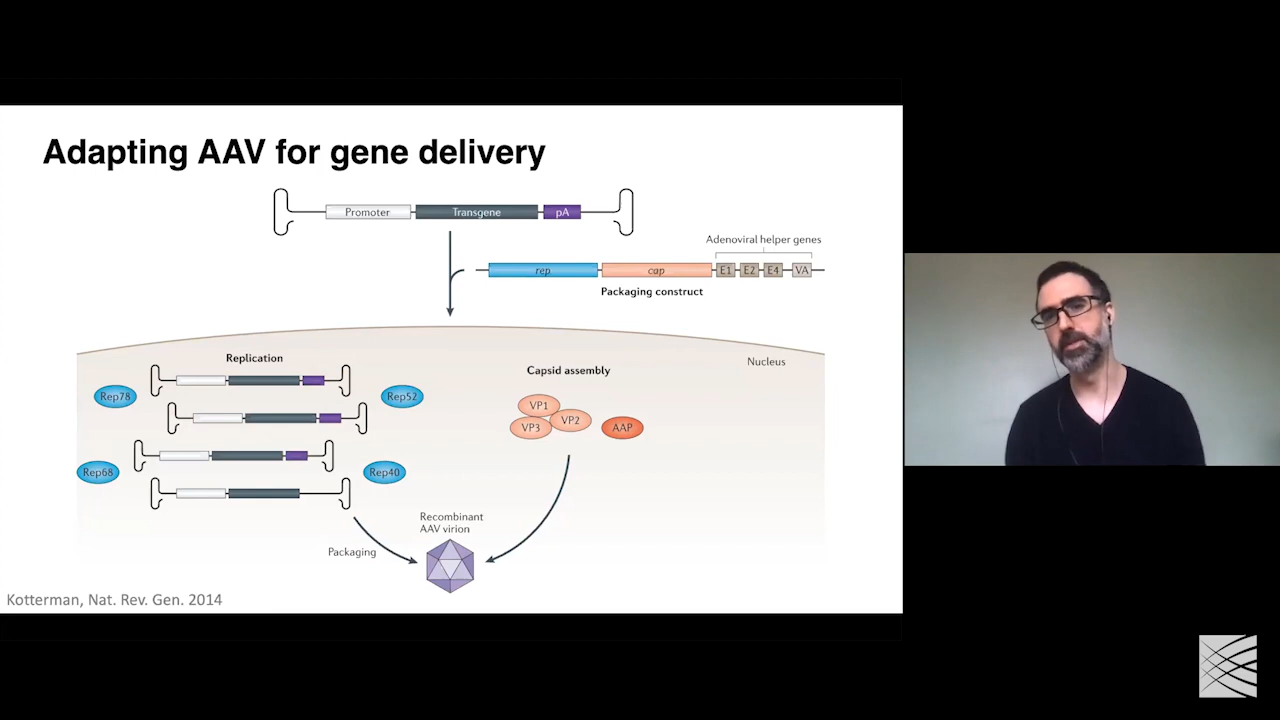 Adapting AAV for gene delivery
Promoter
Transgene
pA
Adenoviral helper genes
rep
cap
E1
E2
E4
VA
Packaging construct
Nucleus
Replication
Rep78
Rep52
Rep68
Rep40
Capsid assembly
VP1
VP2
VP3
AAP
Recombinant
AAV virion
Packaging
Kotterman, Nat. Rev. Gen. 2014